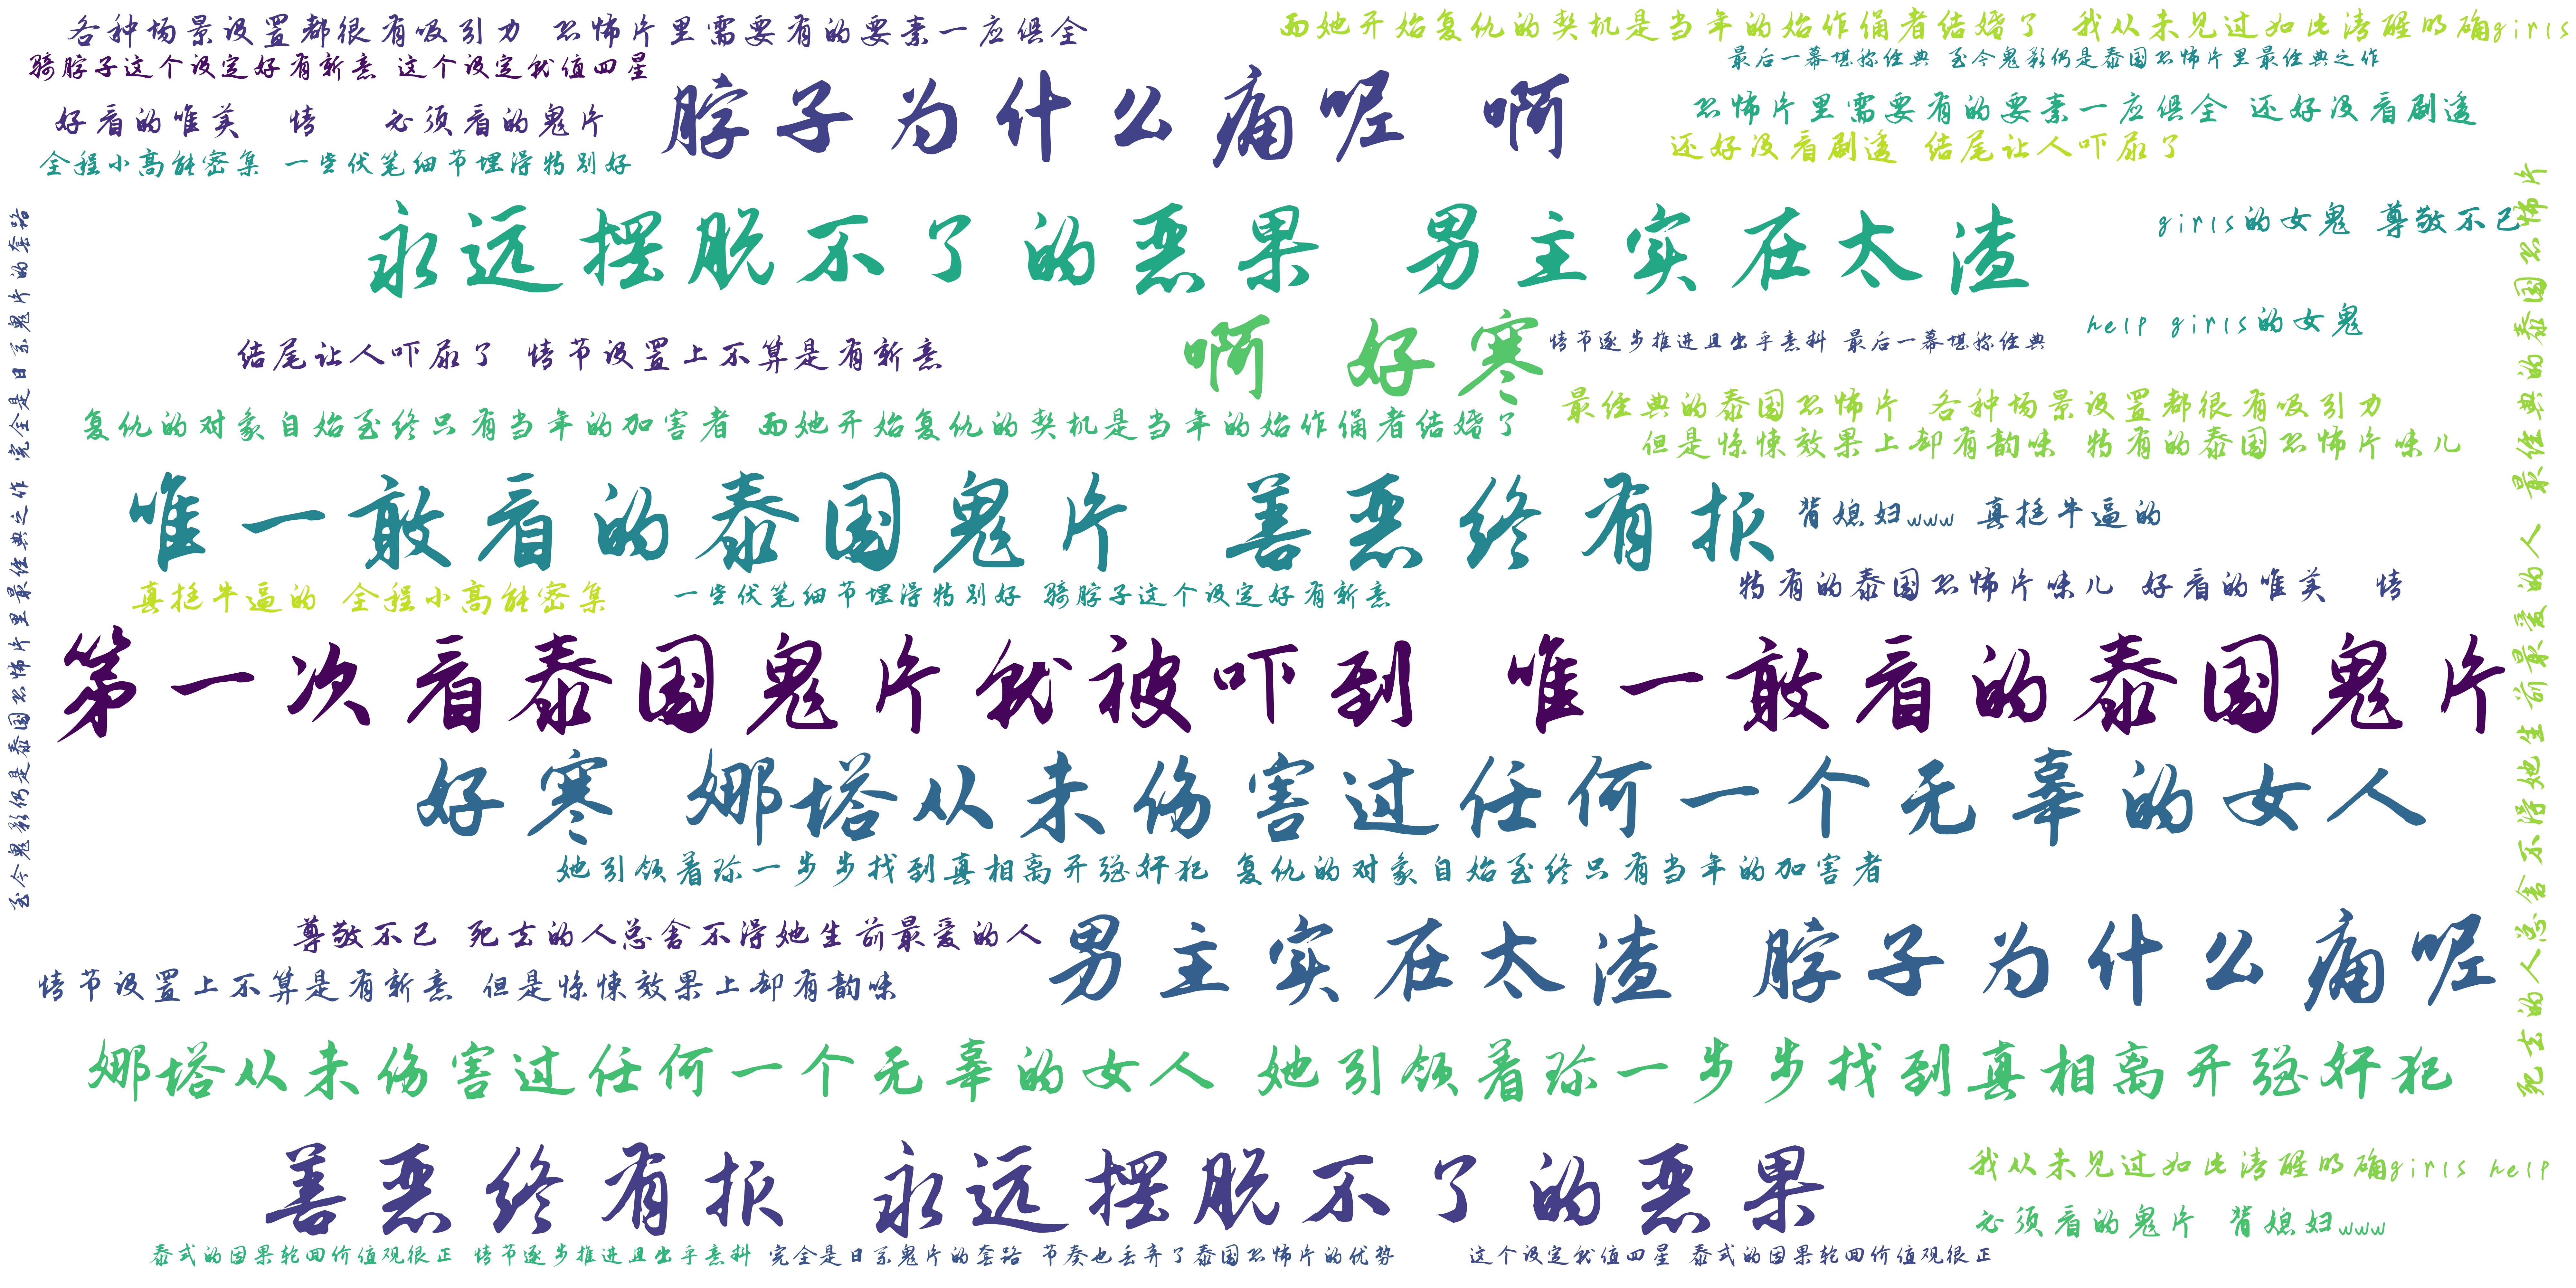 各种场景设置都很有吸引力 恐怖片里需要有的要素一应俱全
而她开始复仇的契机是当年的始作俑者结婚了 我从未见过如此清醒明确girls
骑脖子这个设定好有新意 这个设定就值四星
最后一幕堪称经典 至今鬼影仍是泰国恐怖片里最经典之作
脖子为什么痛呢 啊
好看的唯美 情 必须看的鬼片
恐怖片里需要有的要素一应俱全 还好没看剧透
还好没看剧透 结尾让人吓尿了
全程小高能密集 一些伏笔细节埋得特别好
永远摆脱不了的恶果 男主实在太渣
girls的女鬼 尊敬不已
help girls的女鬼
啊 好寒
情节逐步推进且出乎意料 最后一幕堪称经典
结尾让人吓尿了 情节设置上不算是有新意
最经典的泰国恐怖片 各种场景设置都很有吸引力
复仇的对象自始至终只有当年的加害者 而她开始复仇的契机是当年的始作俑者结婚了
但是惊悚效果上却有韵味 特有的泰国恐怖片味儿
唯一敢看的泰国鬼片 善恶终有报
背媳妇www 真挺牛逼的
特有的泰国恐怖片味儿 好看的唯美 情
真挺牛逼的 全程小高能密集
一些伏笔细节埋得特别好 骑脖子这个设定好有新意
第一次看泰国鬼片就被吓到 唯一敢看的泰国鬼片
好寒 娜塔从未伤害过任何一个无辜的女人
她引领着珍一步步找到真相离开强奸犯 复仇的对象自始至终只有当年的加害者
尊敬不已 死去的人总舍不得她生前最爱的人
男主实在太渣 脖子为什么痛呢
情节设置上不算是有新意 但是惊悚效果上却有韵味
娜塔从未伤害过任何一个无辜的女人 她引领着珍一步步找到真相离开强奸犯
善恶终有报 永远摆脱不了的恶果
我从未见过如此清醒明确girls help
必须看的鬼片 背媳妇www
泰式的因果轮回价值观很正 情节逐步推进且出乎意料
完全是日系鬼片的套路 节奏也丢弃了泰国恐怖片的优势
这个设定就值四星 泰式的因果轮回价值观很正
至今鬼影仍是泰国恐怖片里最经典之作 完全是日系鬼片的套路
死去的人总舍不得她生前最爱的人 最经典的泰国恐怖片